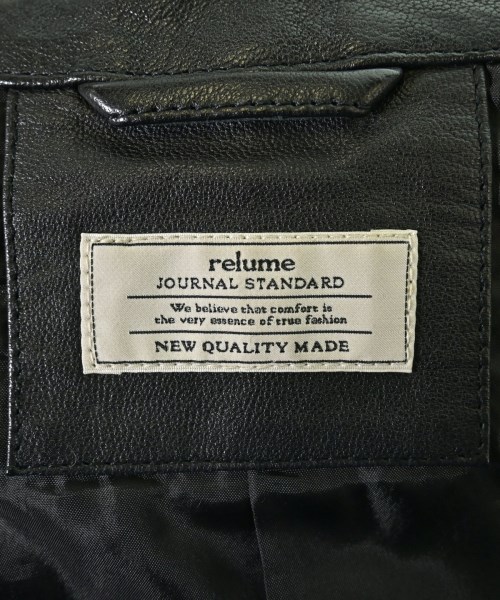 relume
JOURNAL STANDARD
We believe that comfort is
the very essence of true fashion
NEW QUALITY MADE